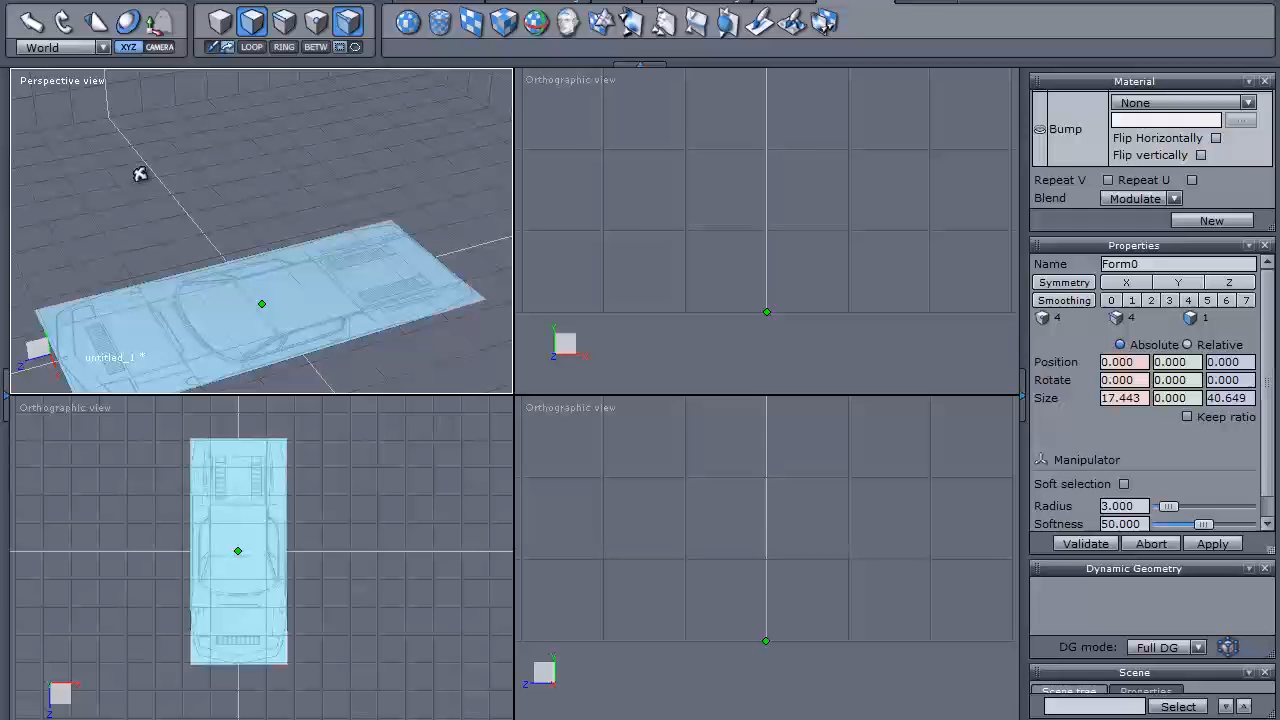 World
XYZ CAMERA
LOOP RING BETW
Perspective view
untitled_1 *
Orthographic view
Orthographic view
Orthographic view
Material
None
Bump
...
Flip Horizontally
Flip vertically
Repeat V Repeat U
Blend Modulate
New
Properties
Name Form0
Symmetry X Y Z
Smoothing 0 1 2 3 4 5 6 7
4 4 1
Absolute Relative
Position 0.000 0.000 0.000
Rotate 0.000 0.000 0.000
Size 17.443 0.000 40.649
Keep ratio
Manipulator
Soft selection
Radius 3.000
Softness 50.000
Validate Abort Apply
Dynamic Geometry
DG mode: Full DG
Scene
Scene tree Properties
Select